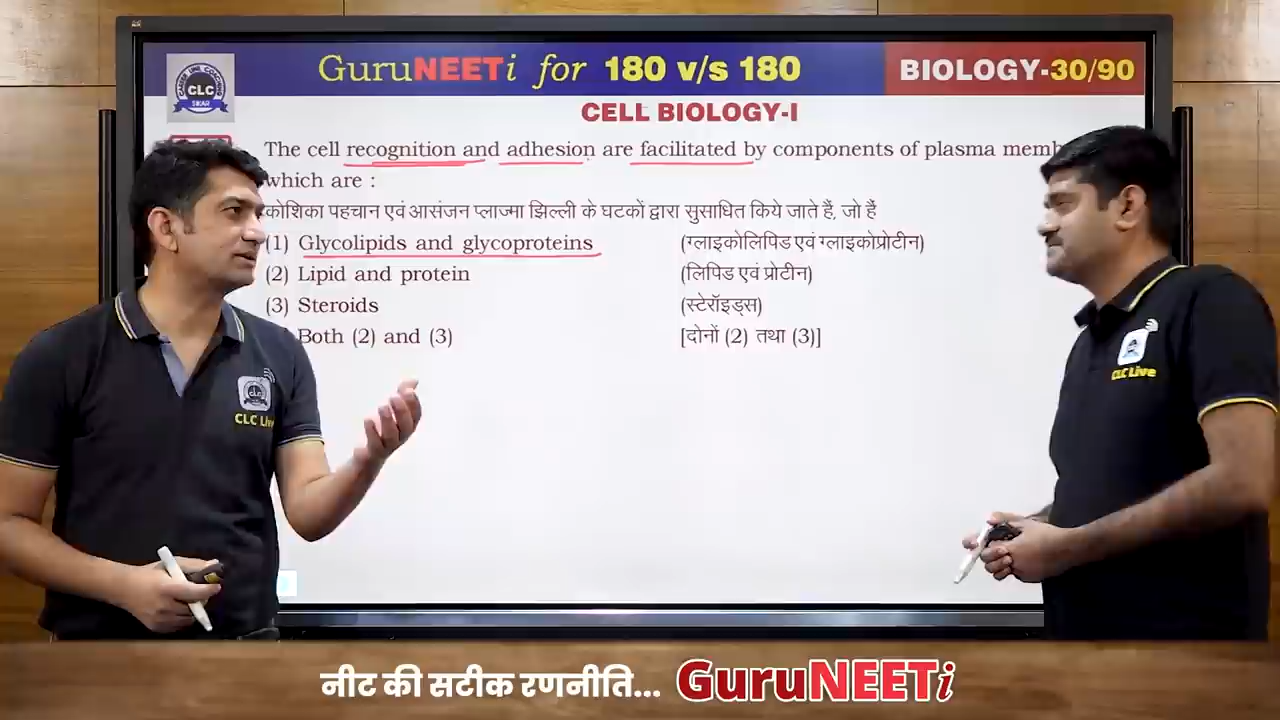 GuruNEETi for 180 v/s 180
BIOLOGY-30/90
CLC
SIKAR
CELL BIOLOGY-I
The cell recognition and adhesion are facilitated by components of plasma
which are :
कोशिका पहचान एवं आसंजन प्लाज्मा झिल्ली के घटकों द्वारा सुसाधित किये जाते हैं, जो हैं
(1) Glycolipids and glycoproteins (ग्लाइकोलिपिड एवं ग्लाइकोप्रोटीन)
(2) Lipid and protein (लिपिड एवं प्रोटीन)
(3) Steroids (स्टेरॉइड्स)
Both (2) and (3) [दोनों (2) तथा (3)]
CLC Live
CLC Live
नीट की सटीक रणनीति... GuruNEETi